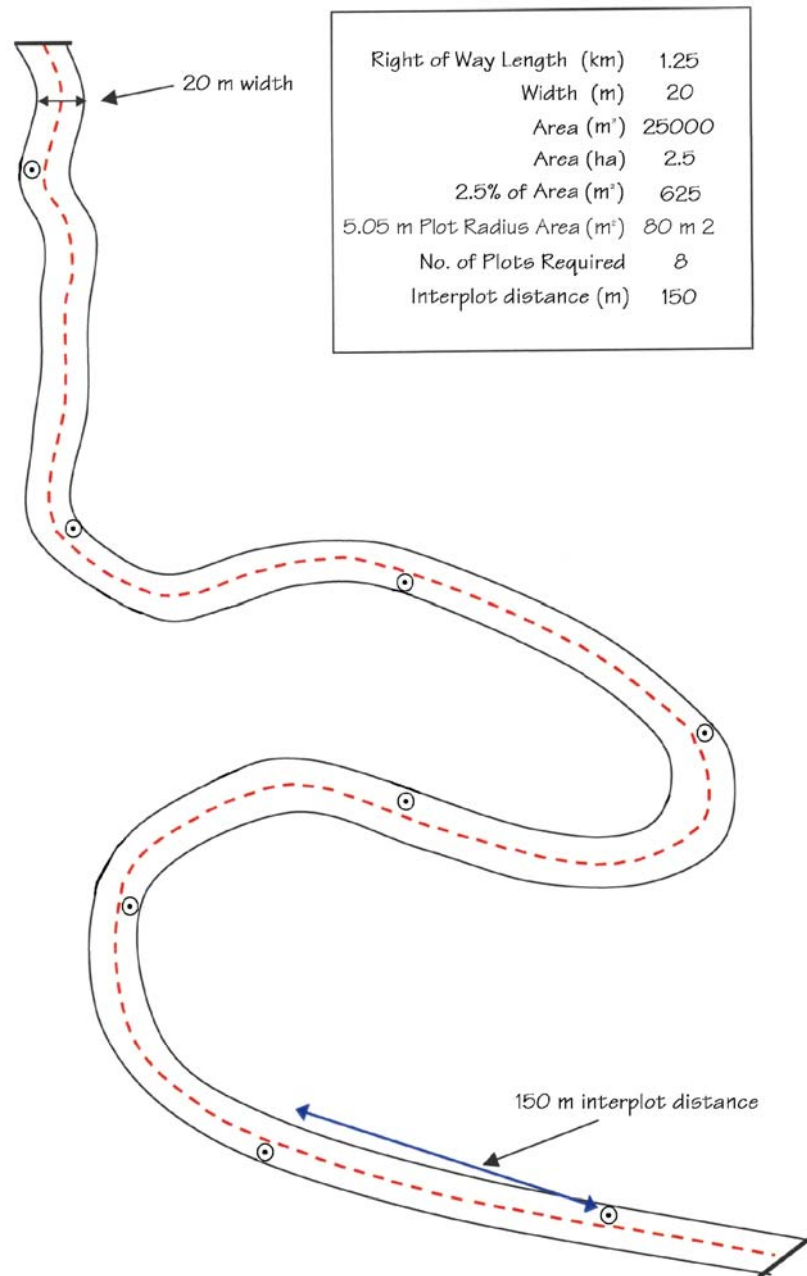 20 m width
Right of Way Length (km) 1.25
Width (m) 20
Area (m²) 25000
Area (ha) 2.5
2.5% of Area (m²) 625
5.05 m Plot Radius Area (m²) 80 m 2
No. of Plots Required 8
Interplot distance (m) 150
150 m interplot distance